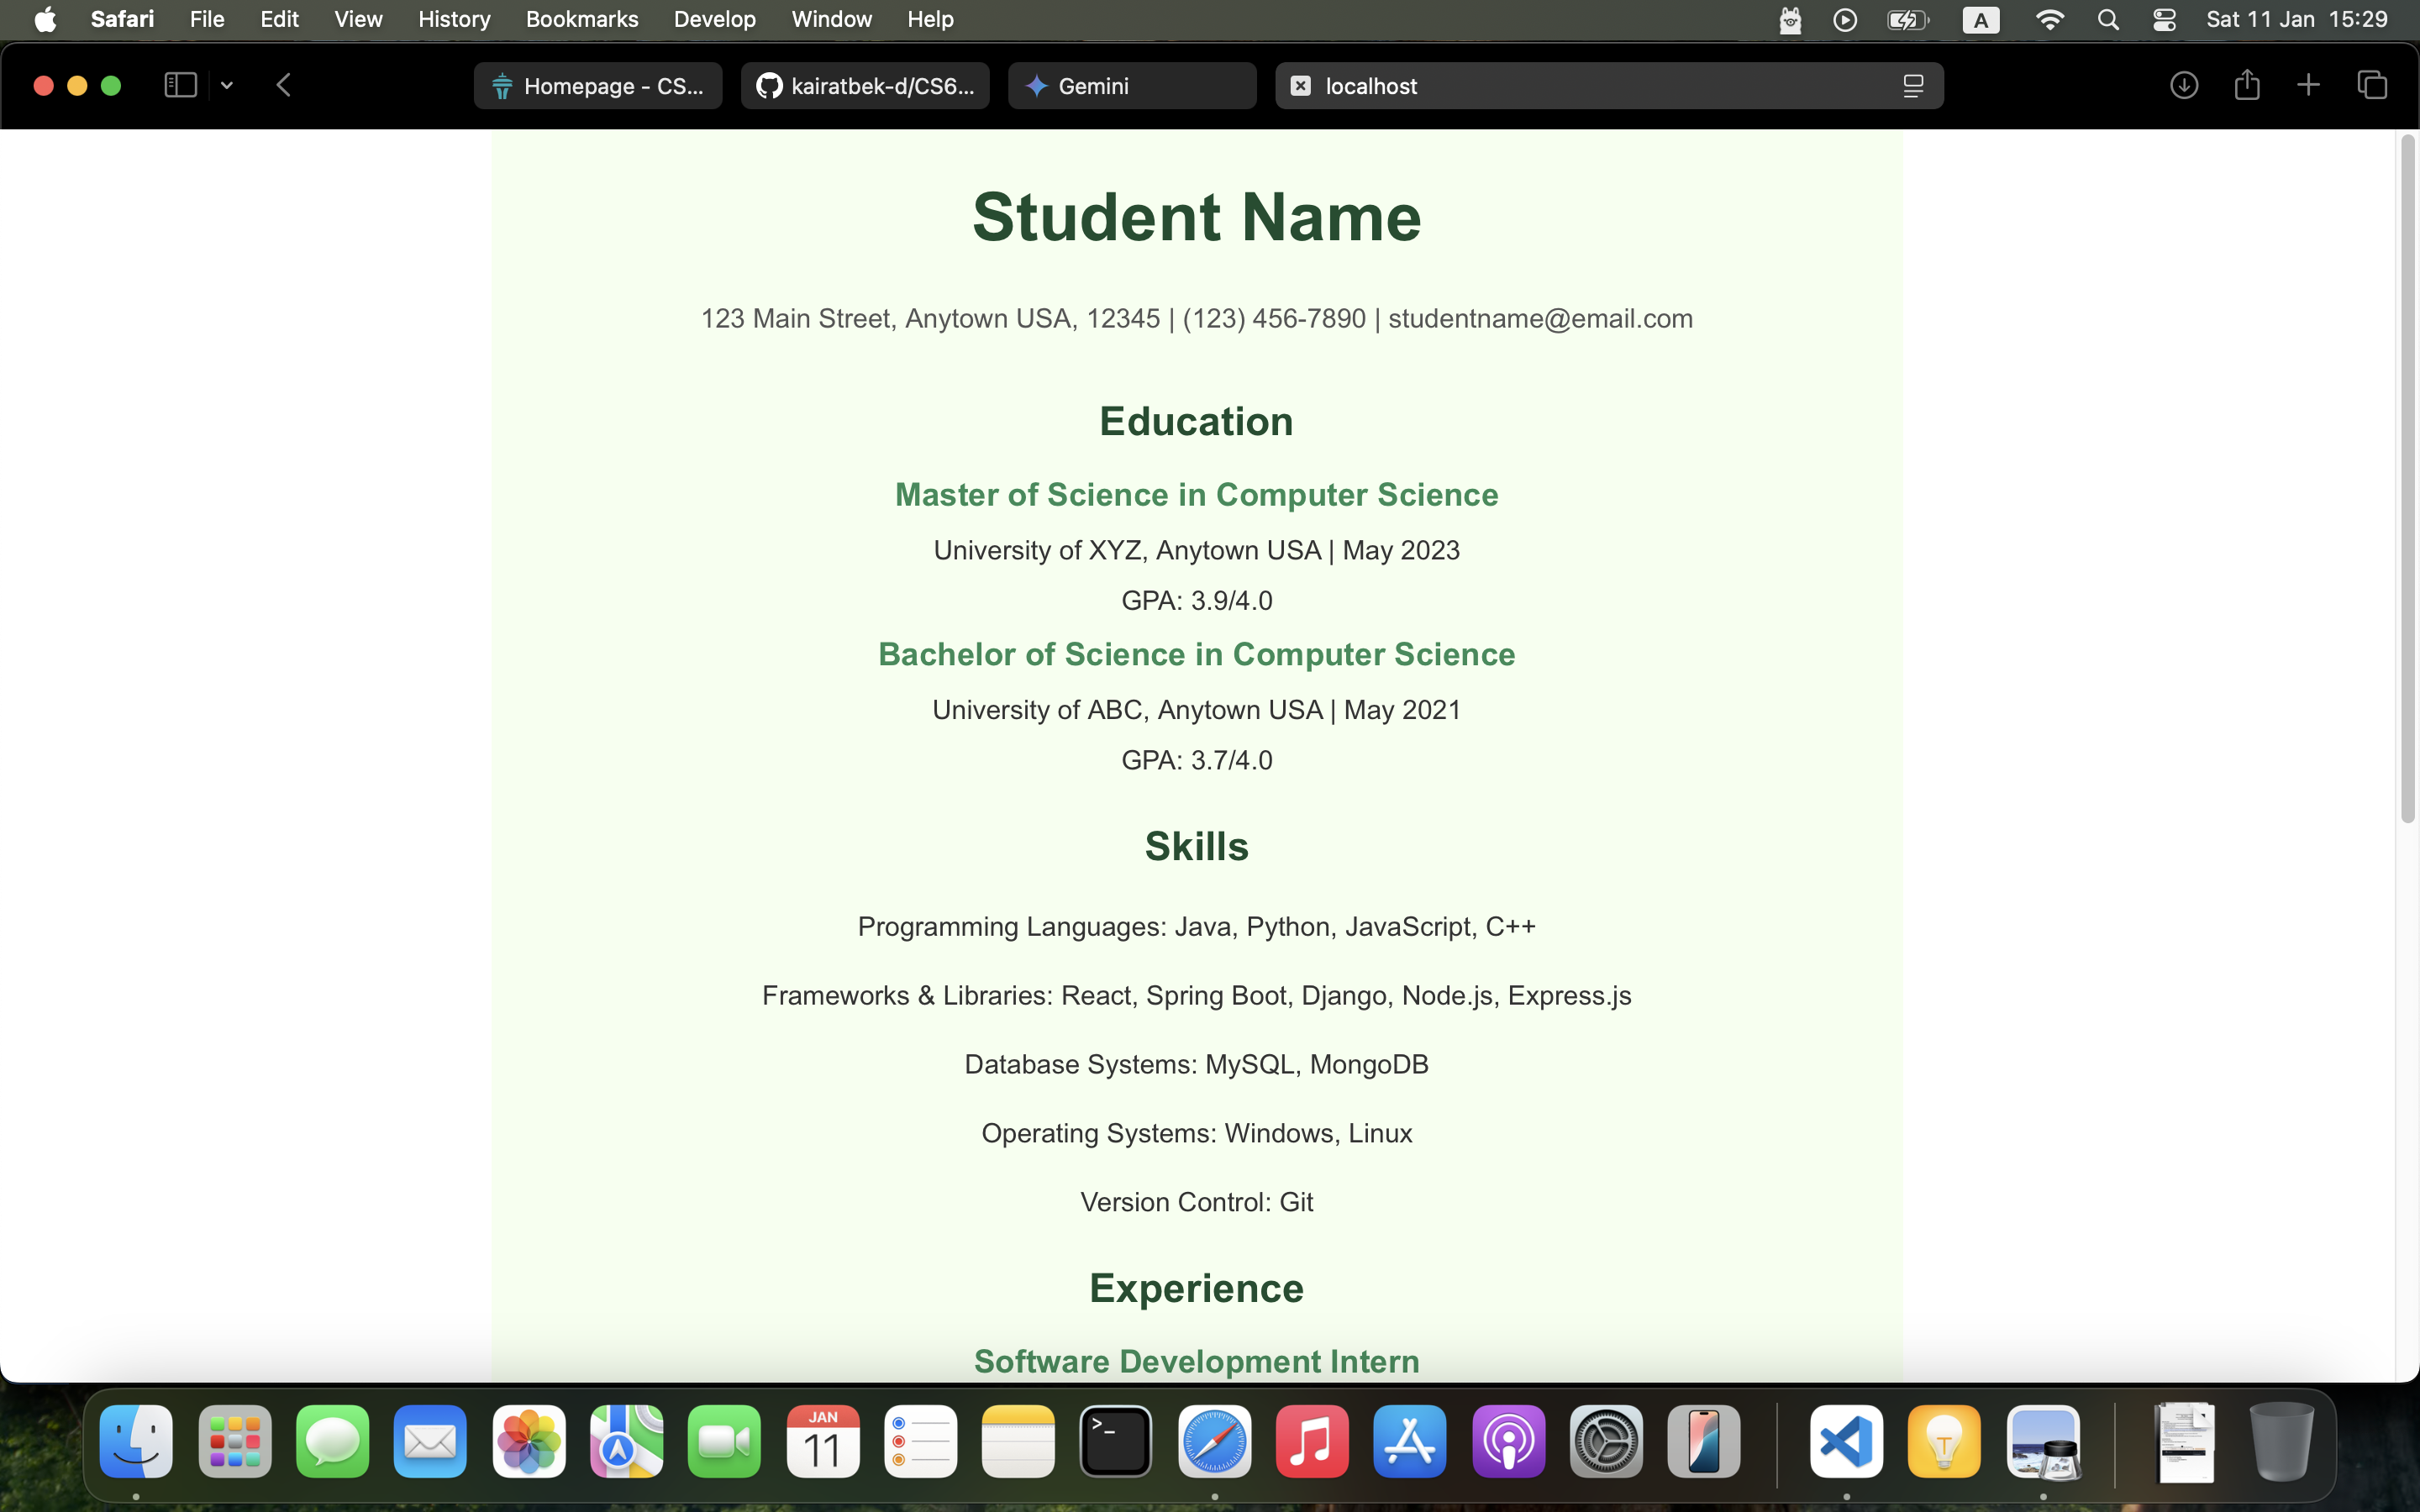 Safari File Edit View History Bookmarks Develop Window Help A Sat 11 Jan 15:29
Homepage - CS... kairatbek-d/CS6... Gemini localhost
Student Name
123 Main Street, Anytown USA, 12345 | (123) 456-7890 | studentname@email.com
Education
Master of Science in Computer Science
University of XYZ, Anytown USA | May 2023
GPA: 3.9/4.0
Bachelor of Science in Computer Science
University of ABC, Anytown USA | May 2021
GPA: 3.7/4.0
Skills
Programming Languages: Java, Python, JavaScript, C++
Frameworks & Libraries: React, Spring Boot, Django, Node.js, Express.js
Database Systems: MySQL, MongoDB
Operating Systems: Windows, Linux
Version Control: Git
Experience
Software Development Intern
JAN
11